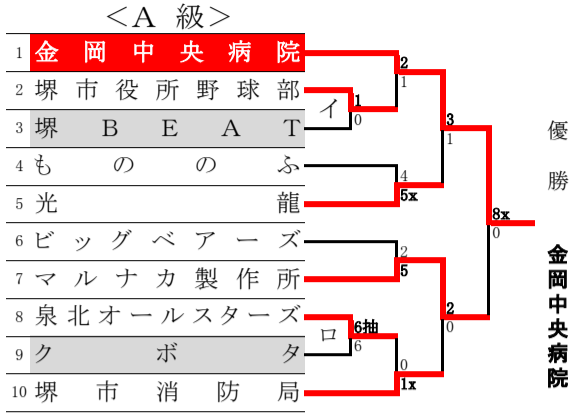 ＜A 級＞
1 金岡中央病院
2 堺市役所野球部
3 堺BEAT
4 もののふ
5 光龍
6 ビッグベアーズ
7 マルナカ製作所
8 泉北オールスターズ
9 クボタ
10 堺市消防局
イ
1
0
2
1
4
5x
3
1
2
5
ロ
6抽
6
0
1x
2
0
8x
0
優勝
金岡中央病院